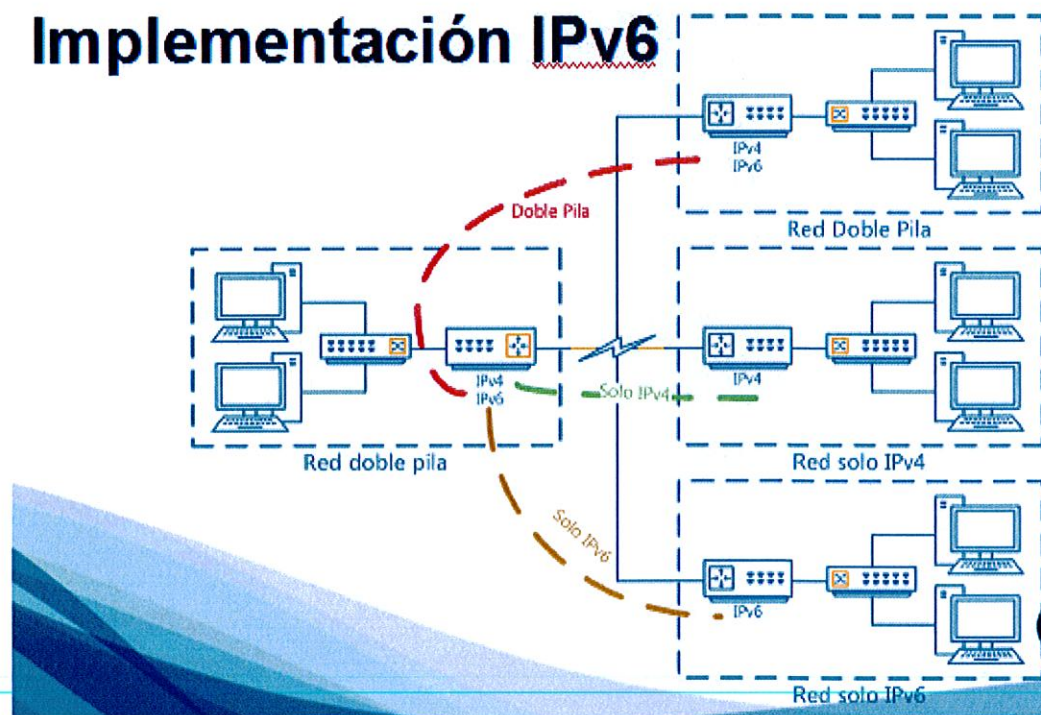 Implementación IPv6
IPv4
IPv6
Doble Pila
Red Doble Pila
IPv4
IPv6
Solo IPv4
IPv4
Red doble pila
Red solo IPv4
Solo IPv6
IPv6
Red solo IPv6